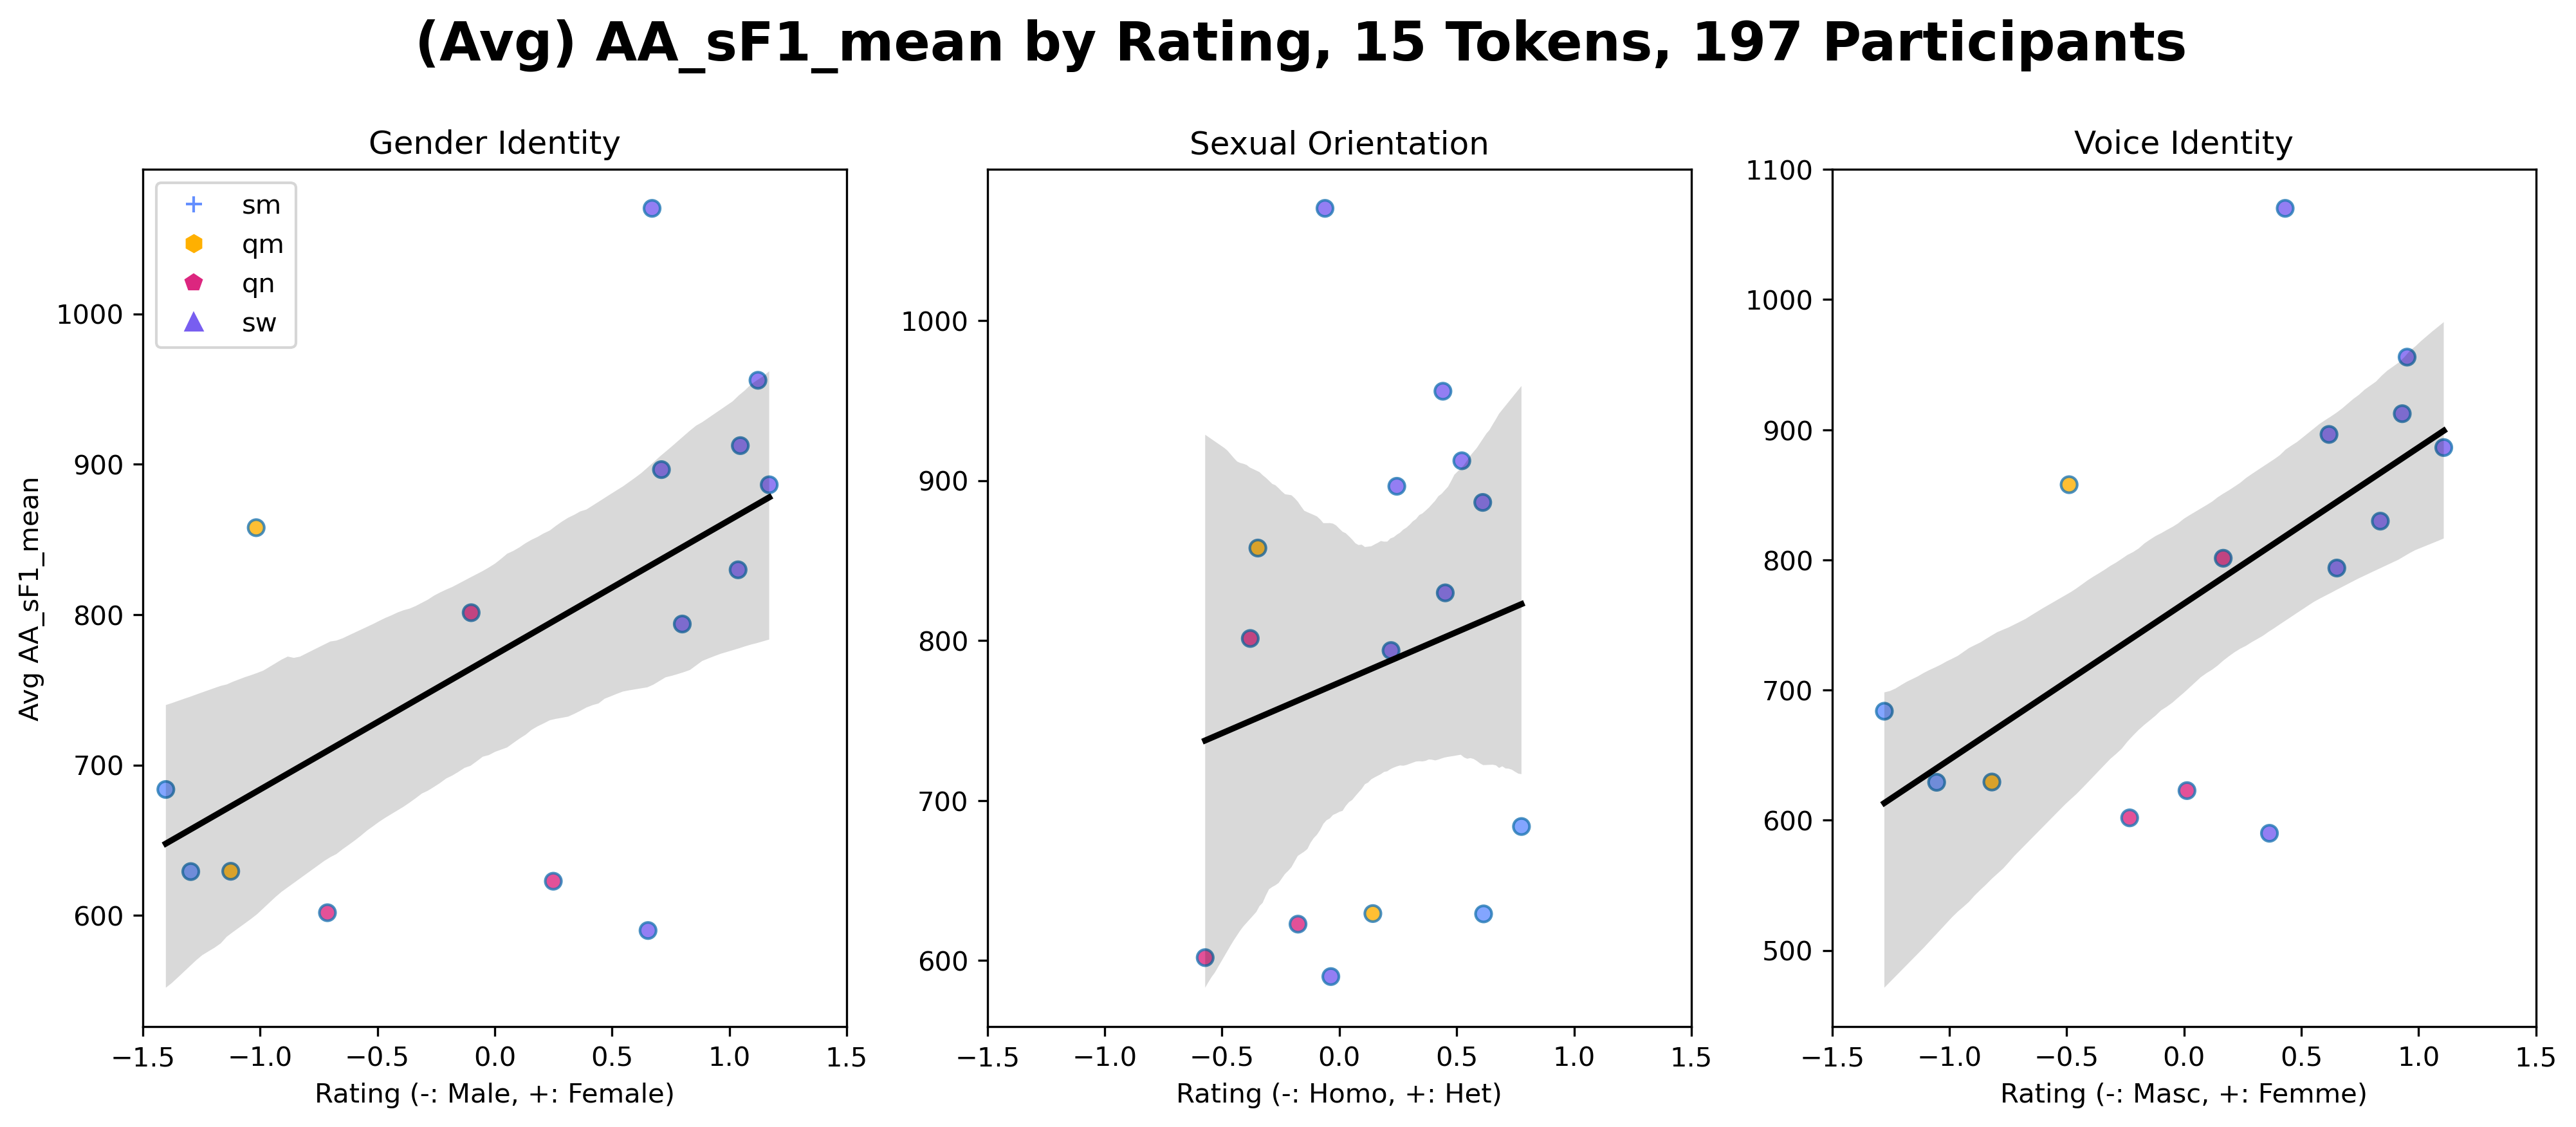 (Avg) AA_sF1_mean by Rating, 15 Tokens, 197 Participants
Gender Identity
sm
qm
qn
sw
1000
900
800
700
600
Avg AA_sF1_mean
−1.5 −1.0 −0.5 0.0 0.5 1.0 1.5
Rating (-: Male, +: Female)
Sexual Orientation
1000
900
800
700
600
−1.5 −1.0 −0.5 0.0 0.5 1.0 1.5
Rating (-: Homo, +: Het)
Voice Identity
1100
1000
900
800
700
600
500
−1.5 −1.0 −0.5 0.0 0.5 1.0 1.5
Rating (-: Masc, +: Femme)